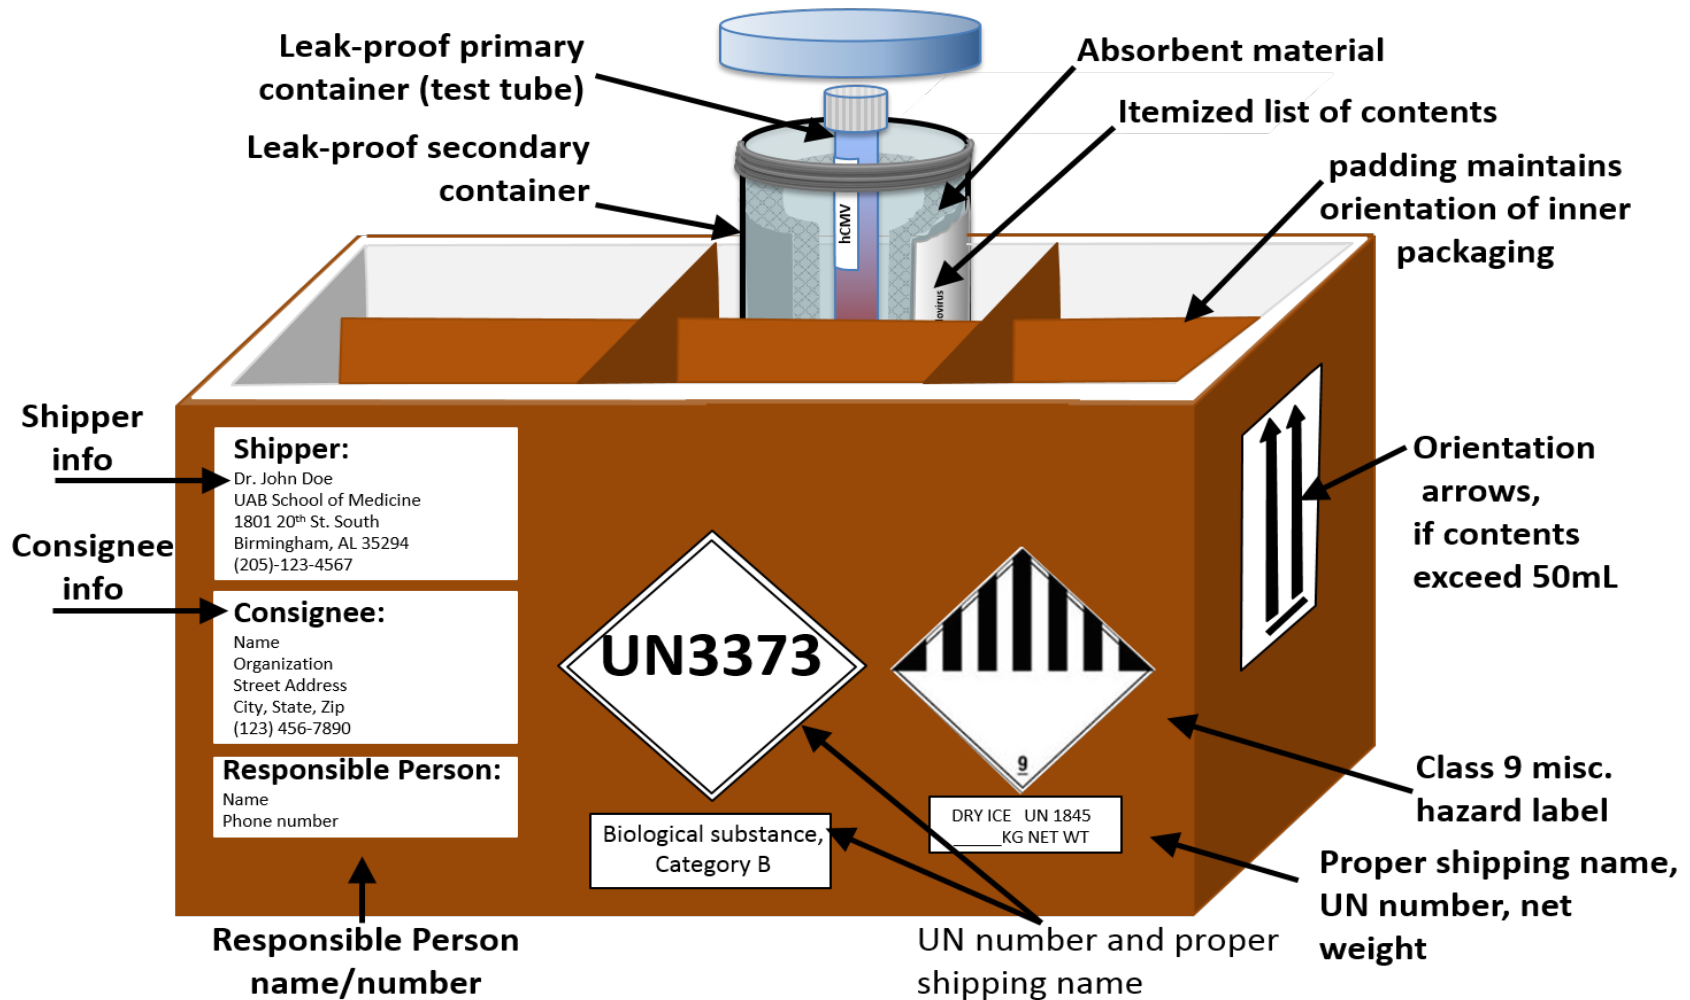 Leak-proof primary
container (test tube)
Leak-proof secondary
container
Absorbent material
Itemized list of contents
padding maintains
orientation of inner
packaging
hCMV
ovirus
Shipper
info
Consignee
info
Shipper:
Dr. John Doe
UAB School of Medicine
1801 20th St. South
Birmingham, AL 35294
(205)-123-4567
Consignee:
Name
Organization
Street Address
City, State, Zip
(123) 456-7890
Responsible Person:
Name
Phone number
UN3373
Biological substance,
Category B
9
DRY ICE UN 1845
_____KG NET WT
Orientation
arrows,
if contents
exceed 50mL
Class 9 misc.
hazard label
Proper shipping name,
UN number, net
weight
Responsible Person
name/number
UN number and proper
shipping name